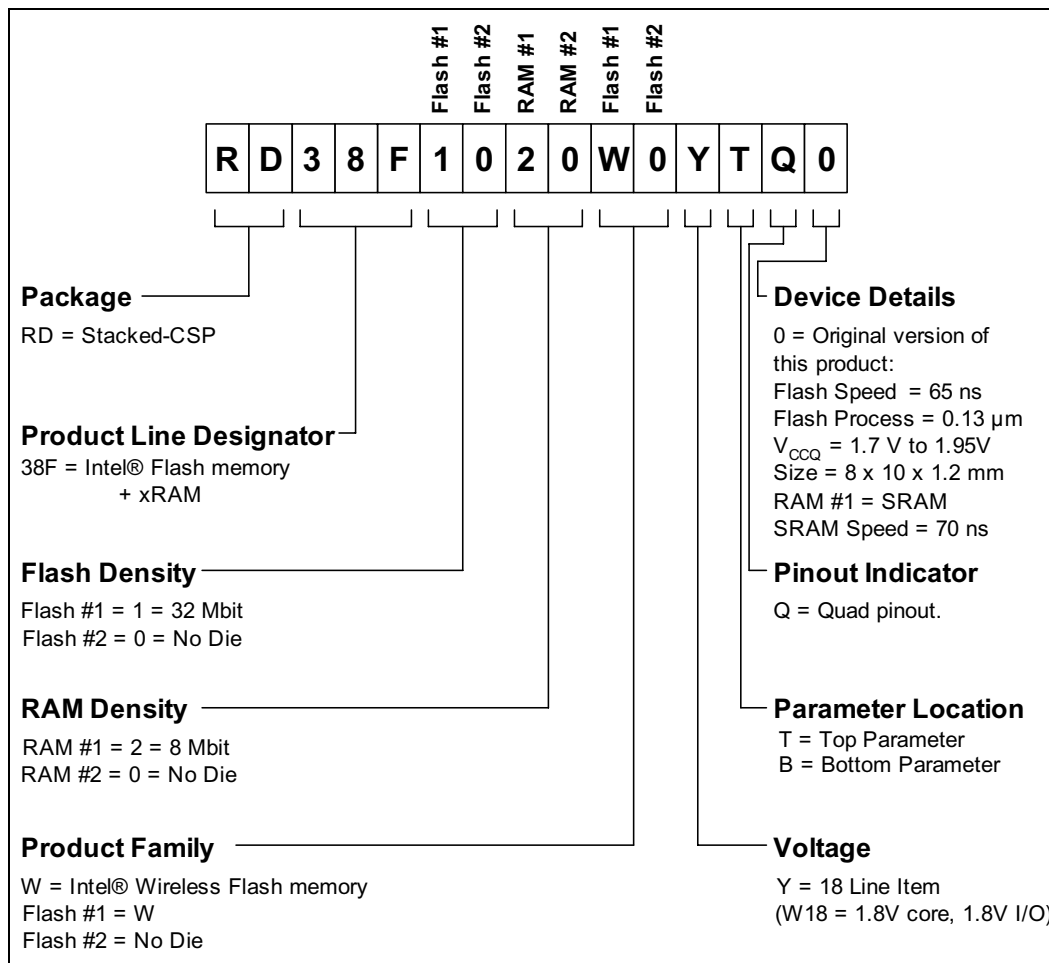 Flash #1
Flash #2
RAM #1
RAM #2
Flash #1
Flash #2
R D 3 8 F 1 0 2 0 W 0 Y T Q 0
Package
RD = Stacked-CSP
Product Line Designator
38F = Intel® Flash memory
+ xRAM
Flash Density
Flash #1 = 1 = 32 Mbit
Flash #2 = 0 = No Die
RAM Density
RAM #1 = 2 = 8 Mbit
RAM #2 = 0 = No Die
Product Family
W = Intel® Wireless Flash memory
Flash #1 = W
Flash #2 = No Die
Device Details
0 = Original version of
this product:
Flash Speed = 65 ns
Flash Process = 0.13 µm
VCCQ = 1.7 V to 1.95V
Size = 8 x 10 x 1.2 mm
RAM #1 = SRAM
SRAM Speed = 70 ns
Pinout Indicator
Q = Quad pinout.
Parameter Location
T = Top Parameter
B = Bottom Parameter
Voltage
Y = 18 Line Item
(W18 = 1.8V core, 1.8V I/O)